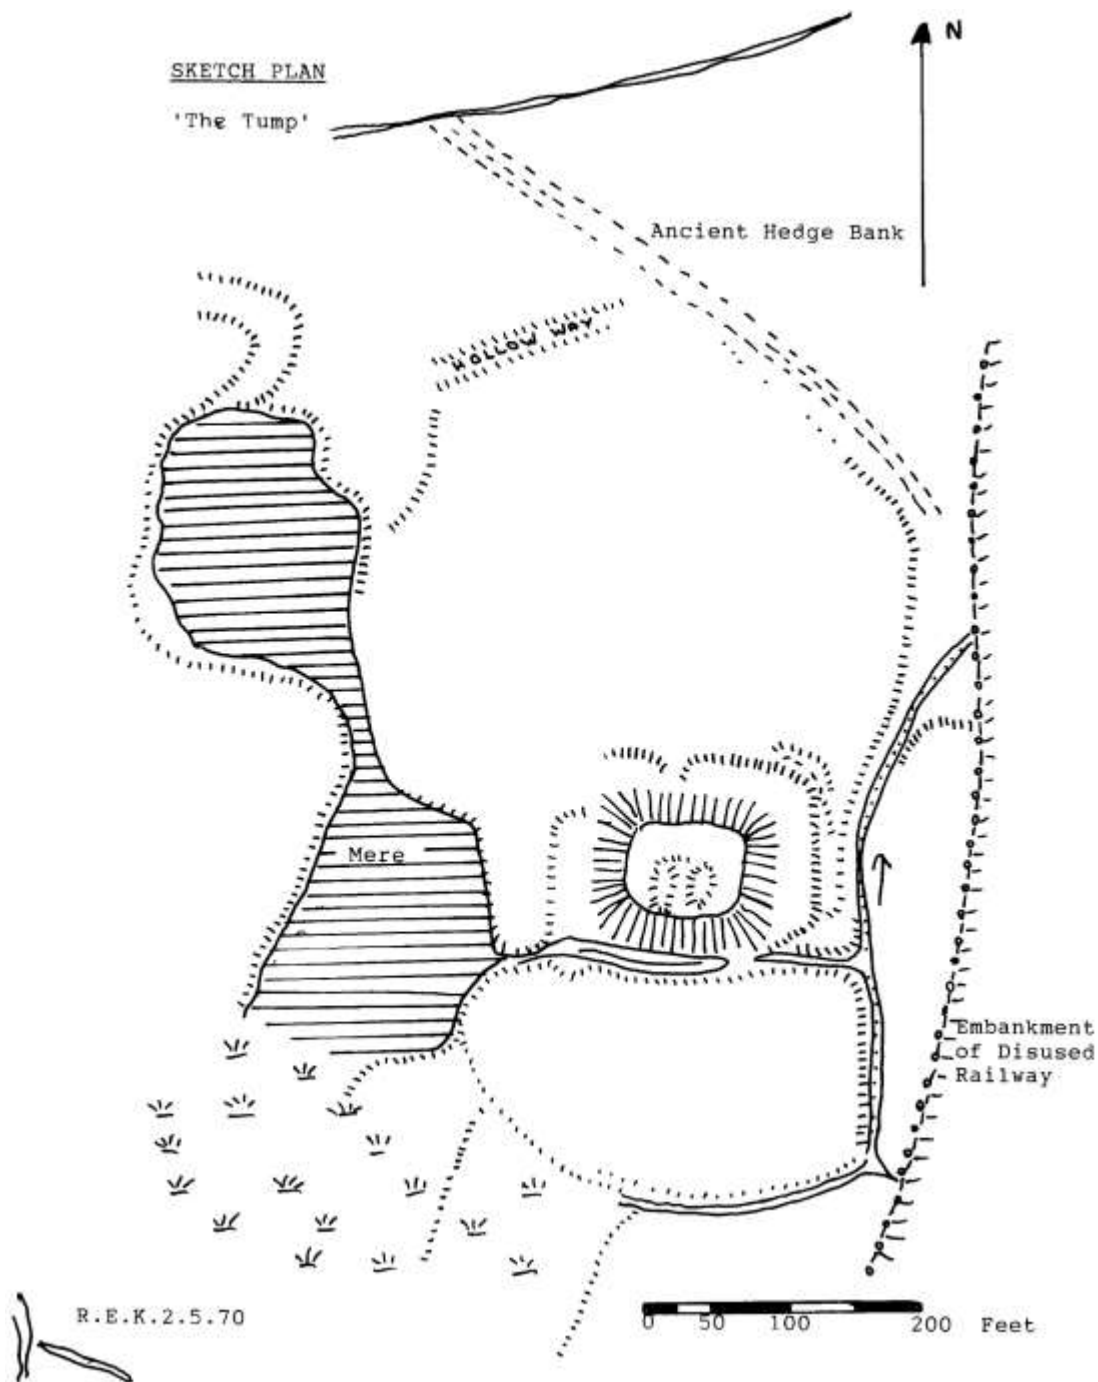 SKETCH PLAN
'The Tump'
N
Ancient Hedge Bank
HOLLOW WAY
Mere
Embankment
of Disused
Railway
R.E.K.2.5.70
0 50 100 200 Feet